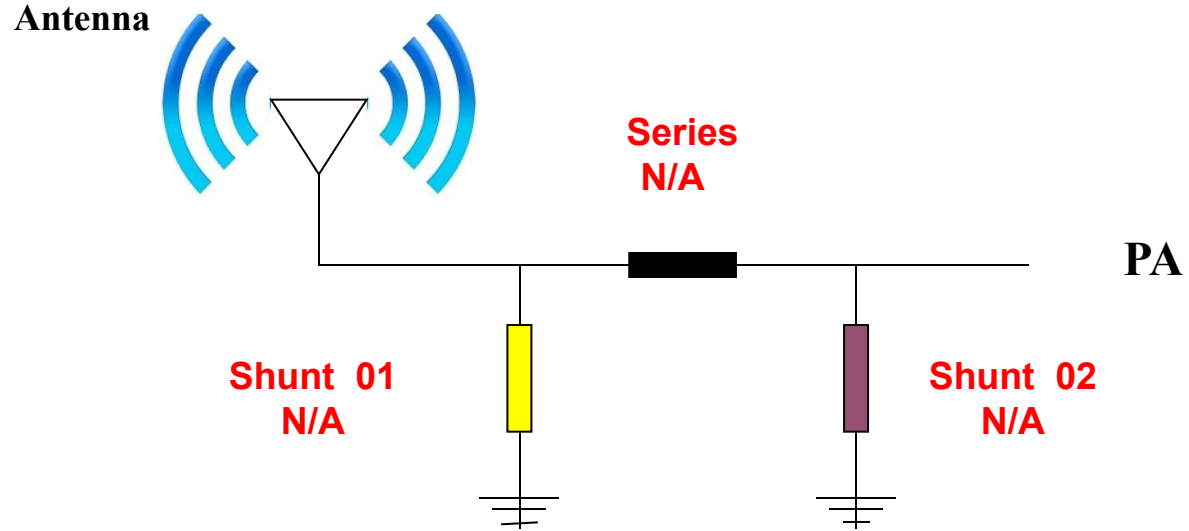 Antenna
Series
N/A
PA
Shunt 01
N/A
Shunt 02
N/A